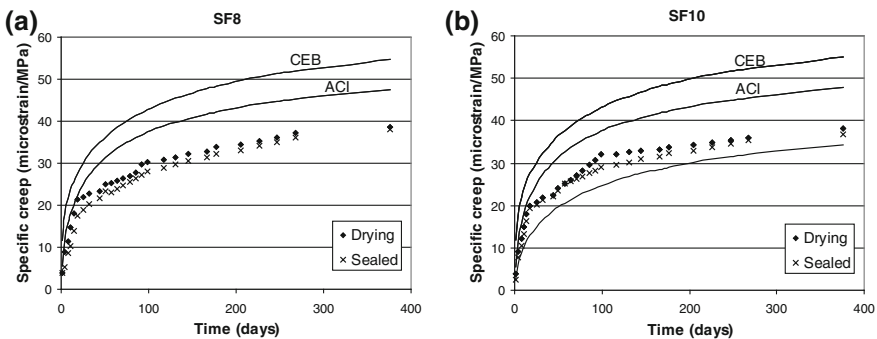 (a)
SF8
Specific creep (microstrain/MPa)
60
50
40
30
20
10
0
CEB
ACI
Drying
Sealed
0
100
200
300
400
Time (days)
(b)
SF10
Specific creep (microstrain/MPa)
60
50
40
30
20
10
0
CEB
ACI
Drying
Sealed
0
100
200
300
400
Time (days)